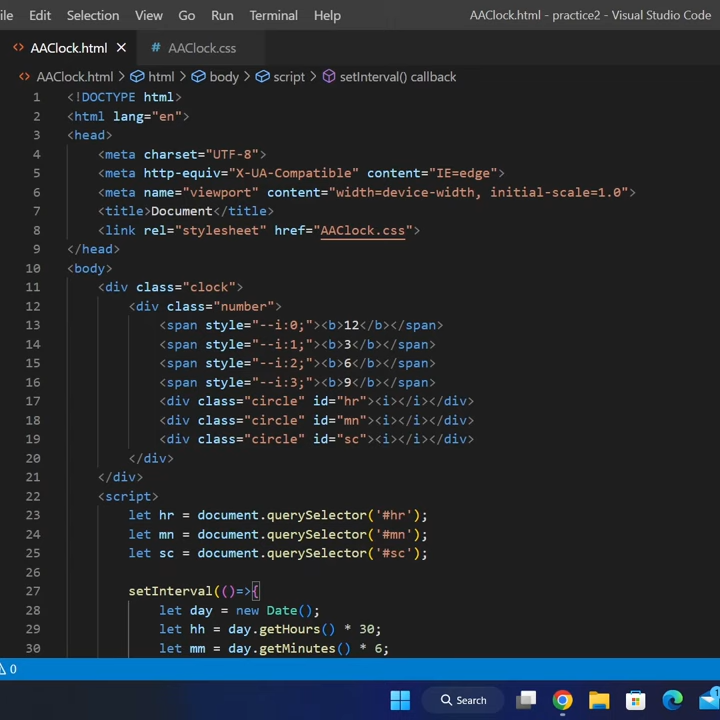 ile Edit Selection View Go Run Terminal Help AAClock.html - practice2 - Visual Studio Code
<> AAClock.html × # AAClock.css
<> AAClock.html > html > body > script > setInterval() callback
1 <!DOCTYPE html>
2 <html lang="en">
3 <head>
4 <meta charset="UTF-8">
5 <meta http-equiv="X-UA-Compatible" content="IE=edge">
6 <meta name="viewport" content="width=device-width, initial-scale=1.0">
7 <title>Document</title>
8 <link rel="stylesheet" href="AAClock.css">
9 </head>
10 <body>
11 <div class="clock">
12 <div class="number">
13 <span style="--i:0;"><b>12</b></span>
14 <span style="--i:1;"><b>3</b></span>
15 <span style="--i:2;"><b>6</b></span>
16 <span style="--i:3;"><b>9</b></span>
17 <div class="circle" id="hr"><i></i></div>
18 <div class="circle" id="mn"><i></i></div>
19 <div class="circle" id="sc"><i></i></div>
20 </div>
21 </div>
22 <script>
23 let hr = document.querySelector('#hr');
24 let mn = document.querySelector('#mn');
25 let sc = document.querySelector('#sc');
26
27 setInterval(()=>{
28 let day = new Date();
29 let hh = day.getHours() * 30;
30 let mm = day.getMinutes() * 6;
0
Search
1